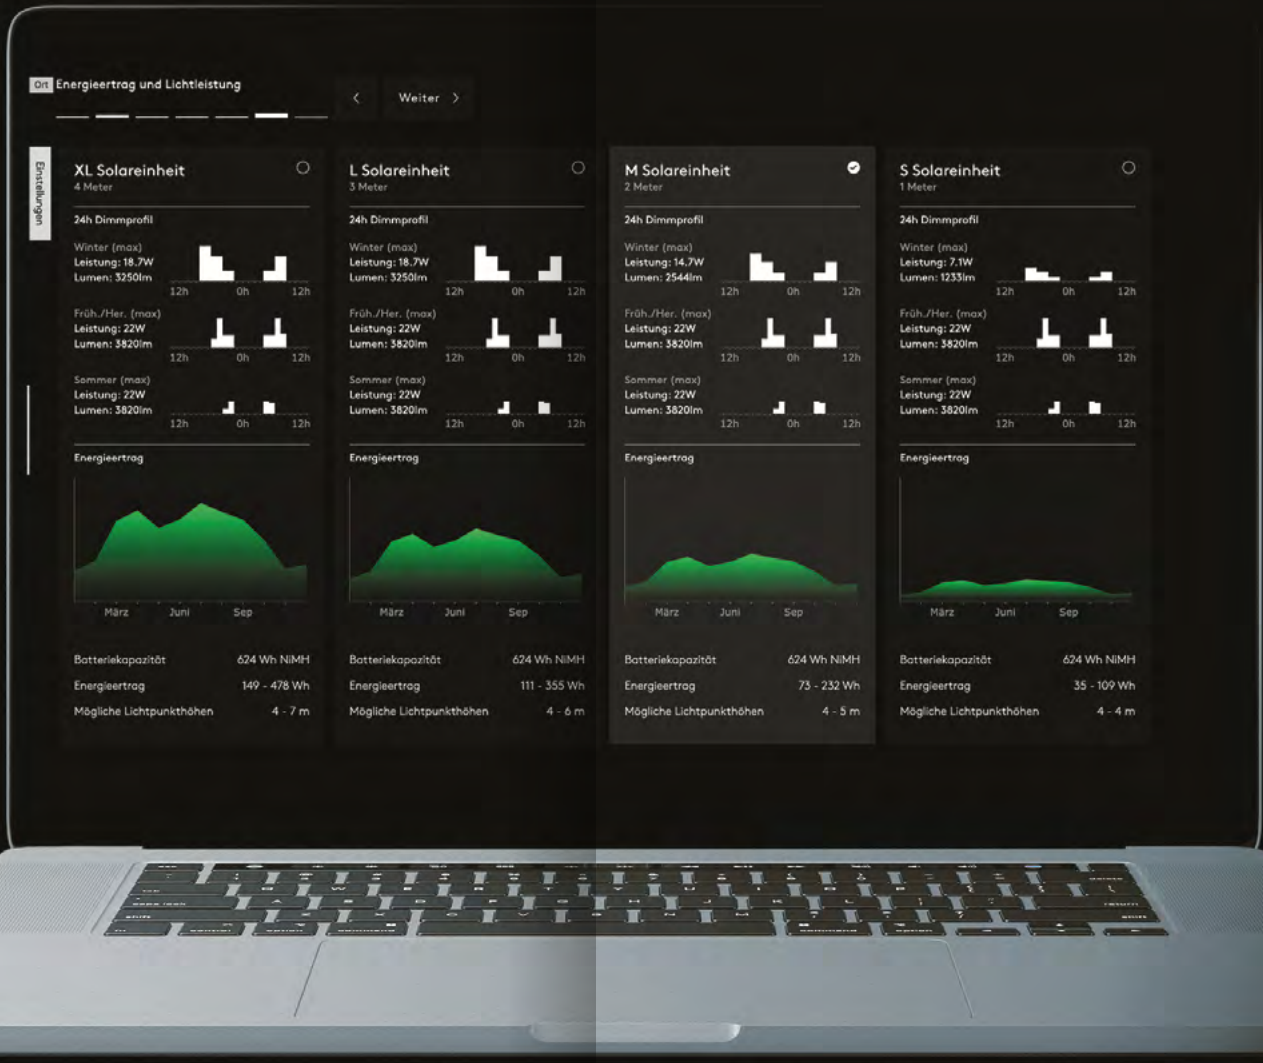 Ort Energieertrag und Lichtleistung
Weiter
Einstellungen
XL Solareinheit
4 Meter
24h Dimmprofil
Winter (max)
Leistung: 18.7W
Lumen: 3250lm
12h 0h 12h
Früh./Her. (max)
Leistung: 22W
Lumen: 3820lm
12h 0h 12h
Sommer (max)
Leistung: 22W
Lumen: 3820lm
12h 0h 12h
Energieertrag
März Juni Sep
Batteriekapazität 624 Wh NiMH
Energieertrag 149 - 478 Wh
Mögliche Lichtpunkthöhen 4 - 7 m
L Solareinheit
3 Meter
24h Dimmprofil
Winter (max)
Leistung: 18.7W
Lumen: 3250lm
12h 0h 12h
Früh./Her. (max)
Leistung: 22W
Lumen: 3820lm
12h 0h 12h
Sommer (max)
Leistung: 22W
Lumen: 3820lm
12h 0h 12h
Energieertrag
März Juni Sep
Batteriekapazität 624 Wh NiMH
Energieertrag 111 - 355 Wh
Mögliche Lichtpunkthöhen 4 - 6 m
M Solareinheit
2 Meter
24h Dimmprofil
Winter (max)
Leistung: 14.7W
Lumen: 2544lm
12h 0h 12h
Früh./Her. (max)
Leistung: 22W
Lumen: 3820lm
12h 0h 12h
Sommer (max)
Leistung: 22W
Lumen: 3820lm
12h 0h 12h
Energieertrag
März Juni Sep
Batteriekapazität 624 Wh NiMH
Energieertrag 73 - 232 Wh
Mögliche Lichtpunkthöhen 4 - 5 m
S Solareinheit
1 Meter
24h Dimmprofil
Winter (max)
Leistung: 7.1W
Lumen: 1233lm
12h 0h 12h
Früh./Her. (max)
Leistung: 22W
Lumen: 3820lm
12h 0h 12h
Sommer (max)
Leistung: 22W
Lumen: 3820lm
12h 0h 12h
Energieertrag
März Juni Sep
Batteriekapazität 624 Wh NiMH
Energieertrag 35 - 109 Wh
Mögliche Lichtpunkthöhen 4 - 4 m